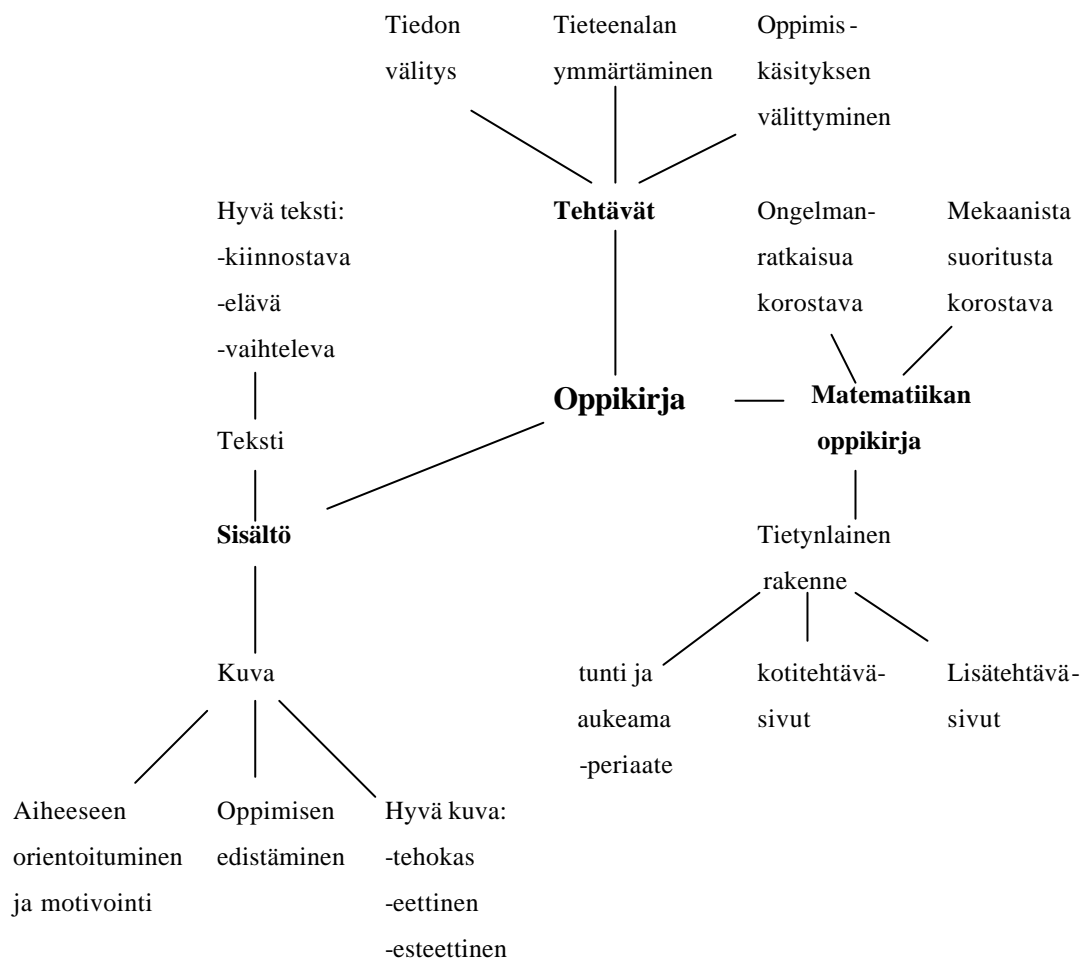 Tiedon
välitys
Tieteenalan
ymmärtäminen
Oppimis -
käsityksen
välittyminen
Hyvä teksti:
-kiinnostava
-elävä
-vaihteleva
Tehtävät
Ongelman-
ratkaisua
korostava
Mekaanista
suoritusta
korostava
Oppikirja
Matematiikan
oppikirja
Teksti
Sisältö
Tietynlainen
rakenne
Kuva
tunti ja
aukeama
-periaate
kotitehtävä-
sivut
Lisätehtävä-
sivut
Aiheeseen
orientoituminen
ja motivointi
Oppimisen
edistäminen
Hyvä kuva:
-tehokas
-eettinen
-esteettinen